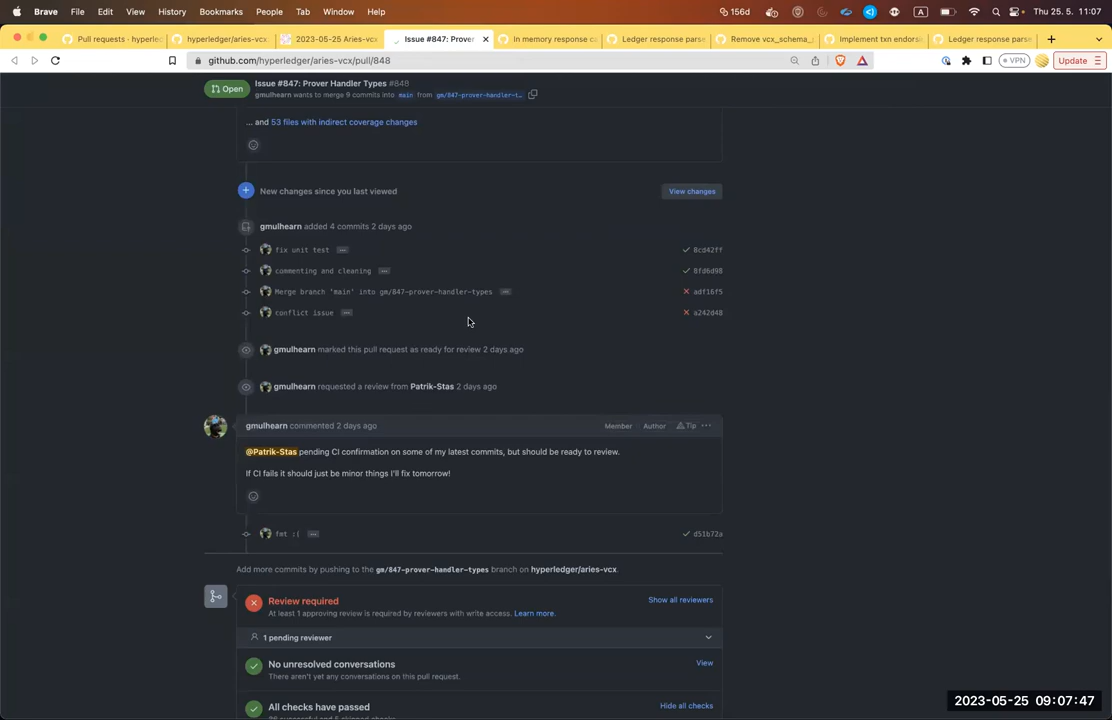 Brave File Edit View History Bookmarks People Tab Window Help 156d Thu 25. 5. 11:07
Pull requests · hyperle hyperledger/aries-vcx 2023-05-25 Aries-vc Issue #847: Prover in memory response ca Ledger response parse Remove vcx_schema_ Implement txn endorsi Ledger response parse
github.com/hyperledger/aries-vcx/pull/848 VPN Update
Open Issue #847: Prover Handler Types #848
gmulhearn wants to merge 9 commits into main from gm/847-prover-handler-t…
... and 53 files with indirect coverage changes
New changes since you last viewed View changes
gmulhearn added 4 commits 2 days ago
fix unit test 8cd42ff
commenting and cleaning 8fd6d98
Merge branch 'main' into gm/847-prover-handler-types adf16f5
conflict issue a242d48
gmulhearn marked this pull request as ready for review 2 days ago
gmulhearn requested a review from Patrik-Stas 2 days ago
gmulhearn commented 2 days ago Member Author Tip
@Patrik-Stas pending CI confirmation on some of my latest commits, but should be ready to review.
If CI fails it should just be minor things I'll fix tomorrow!
fmt :( d51b72a
Add more commits by pushing to the gm/847-prover-handler-types branch on hyperledger/aries-vcx.
Review required Show all reviewers
At least 1 approving review is required by reviewers with write access. Learn more.
1 pending reviewer
No unresolved conversations View
There aren't yet any conversations on this pull request.
All checks have passed Hide all checks
2023-05-25 09:07:47